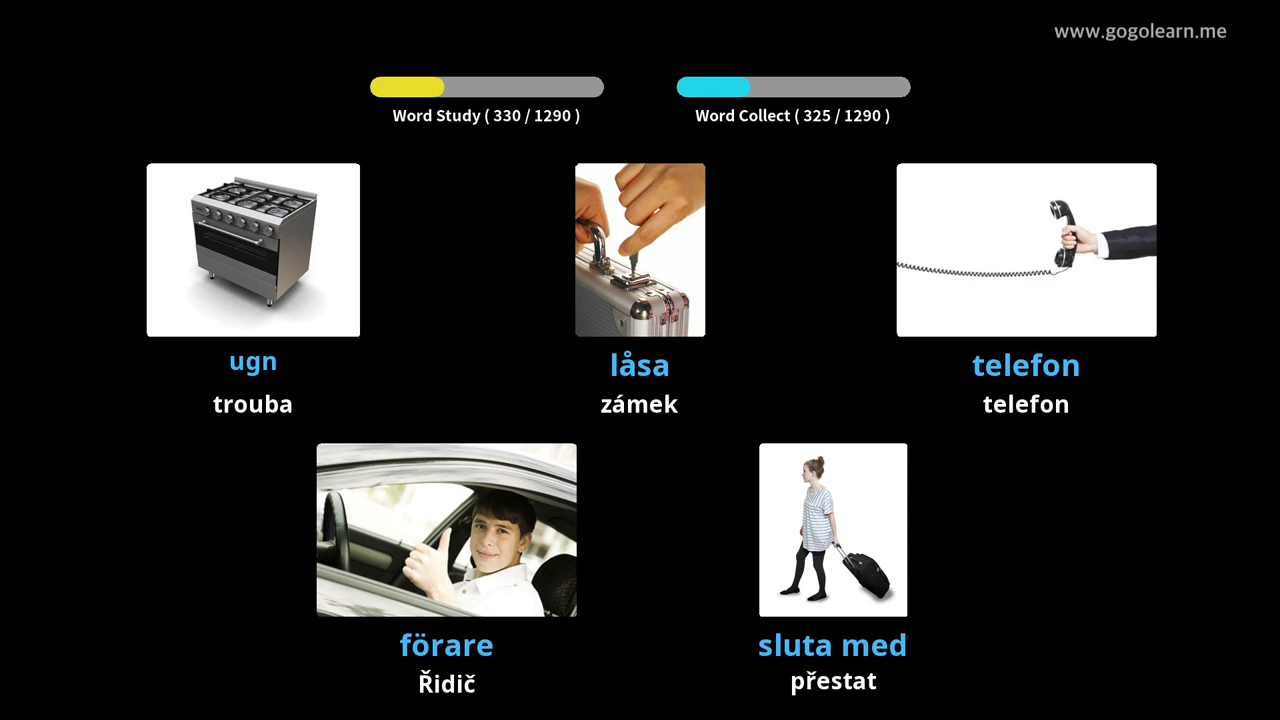 www.gogolearn.me
Word Study ( 330 / 1290 )
Word Collect ( 325 / 1290 )
ugn
trouba
låsa
zámek
telefon
telefon
förare
Řidič
sluta med
přestat